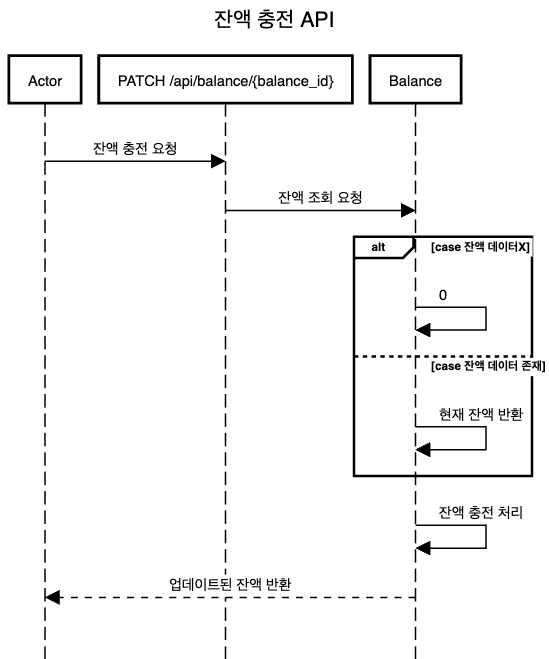 잔액 충전 API
Actor
PATCH /api/balance/{balance_id}
Balance
잔액 충전 요청
잔액 조회 요청
alt
[case 잔액 데이터X]
0
[case 잔액 데이터 존재]
현재 잔액 반환
잔액 충전 처리
업데이트된 잔액 반환